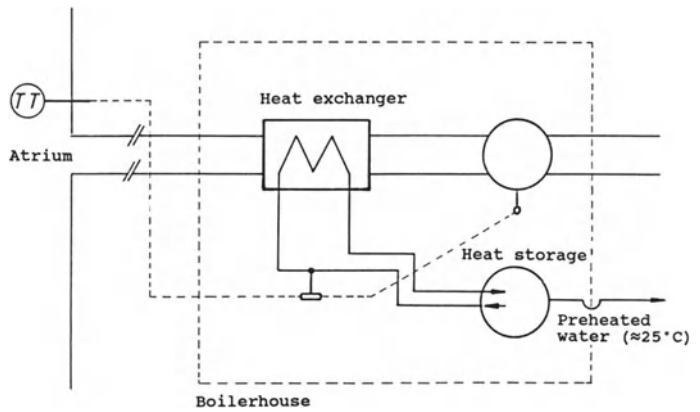 Heat exchanger
TT
Atrium
Heat storage
Preheated
water (≈25°C)
Boilerhouse